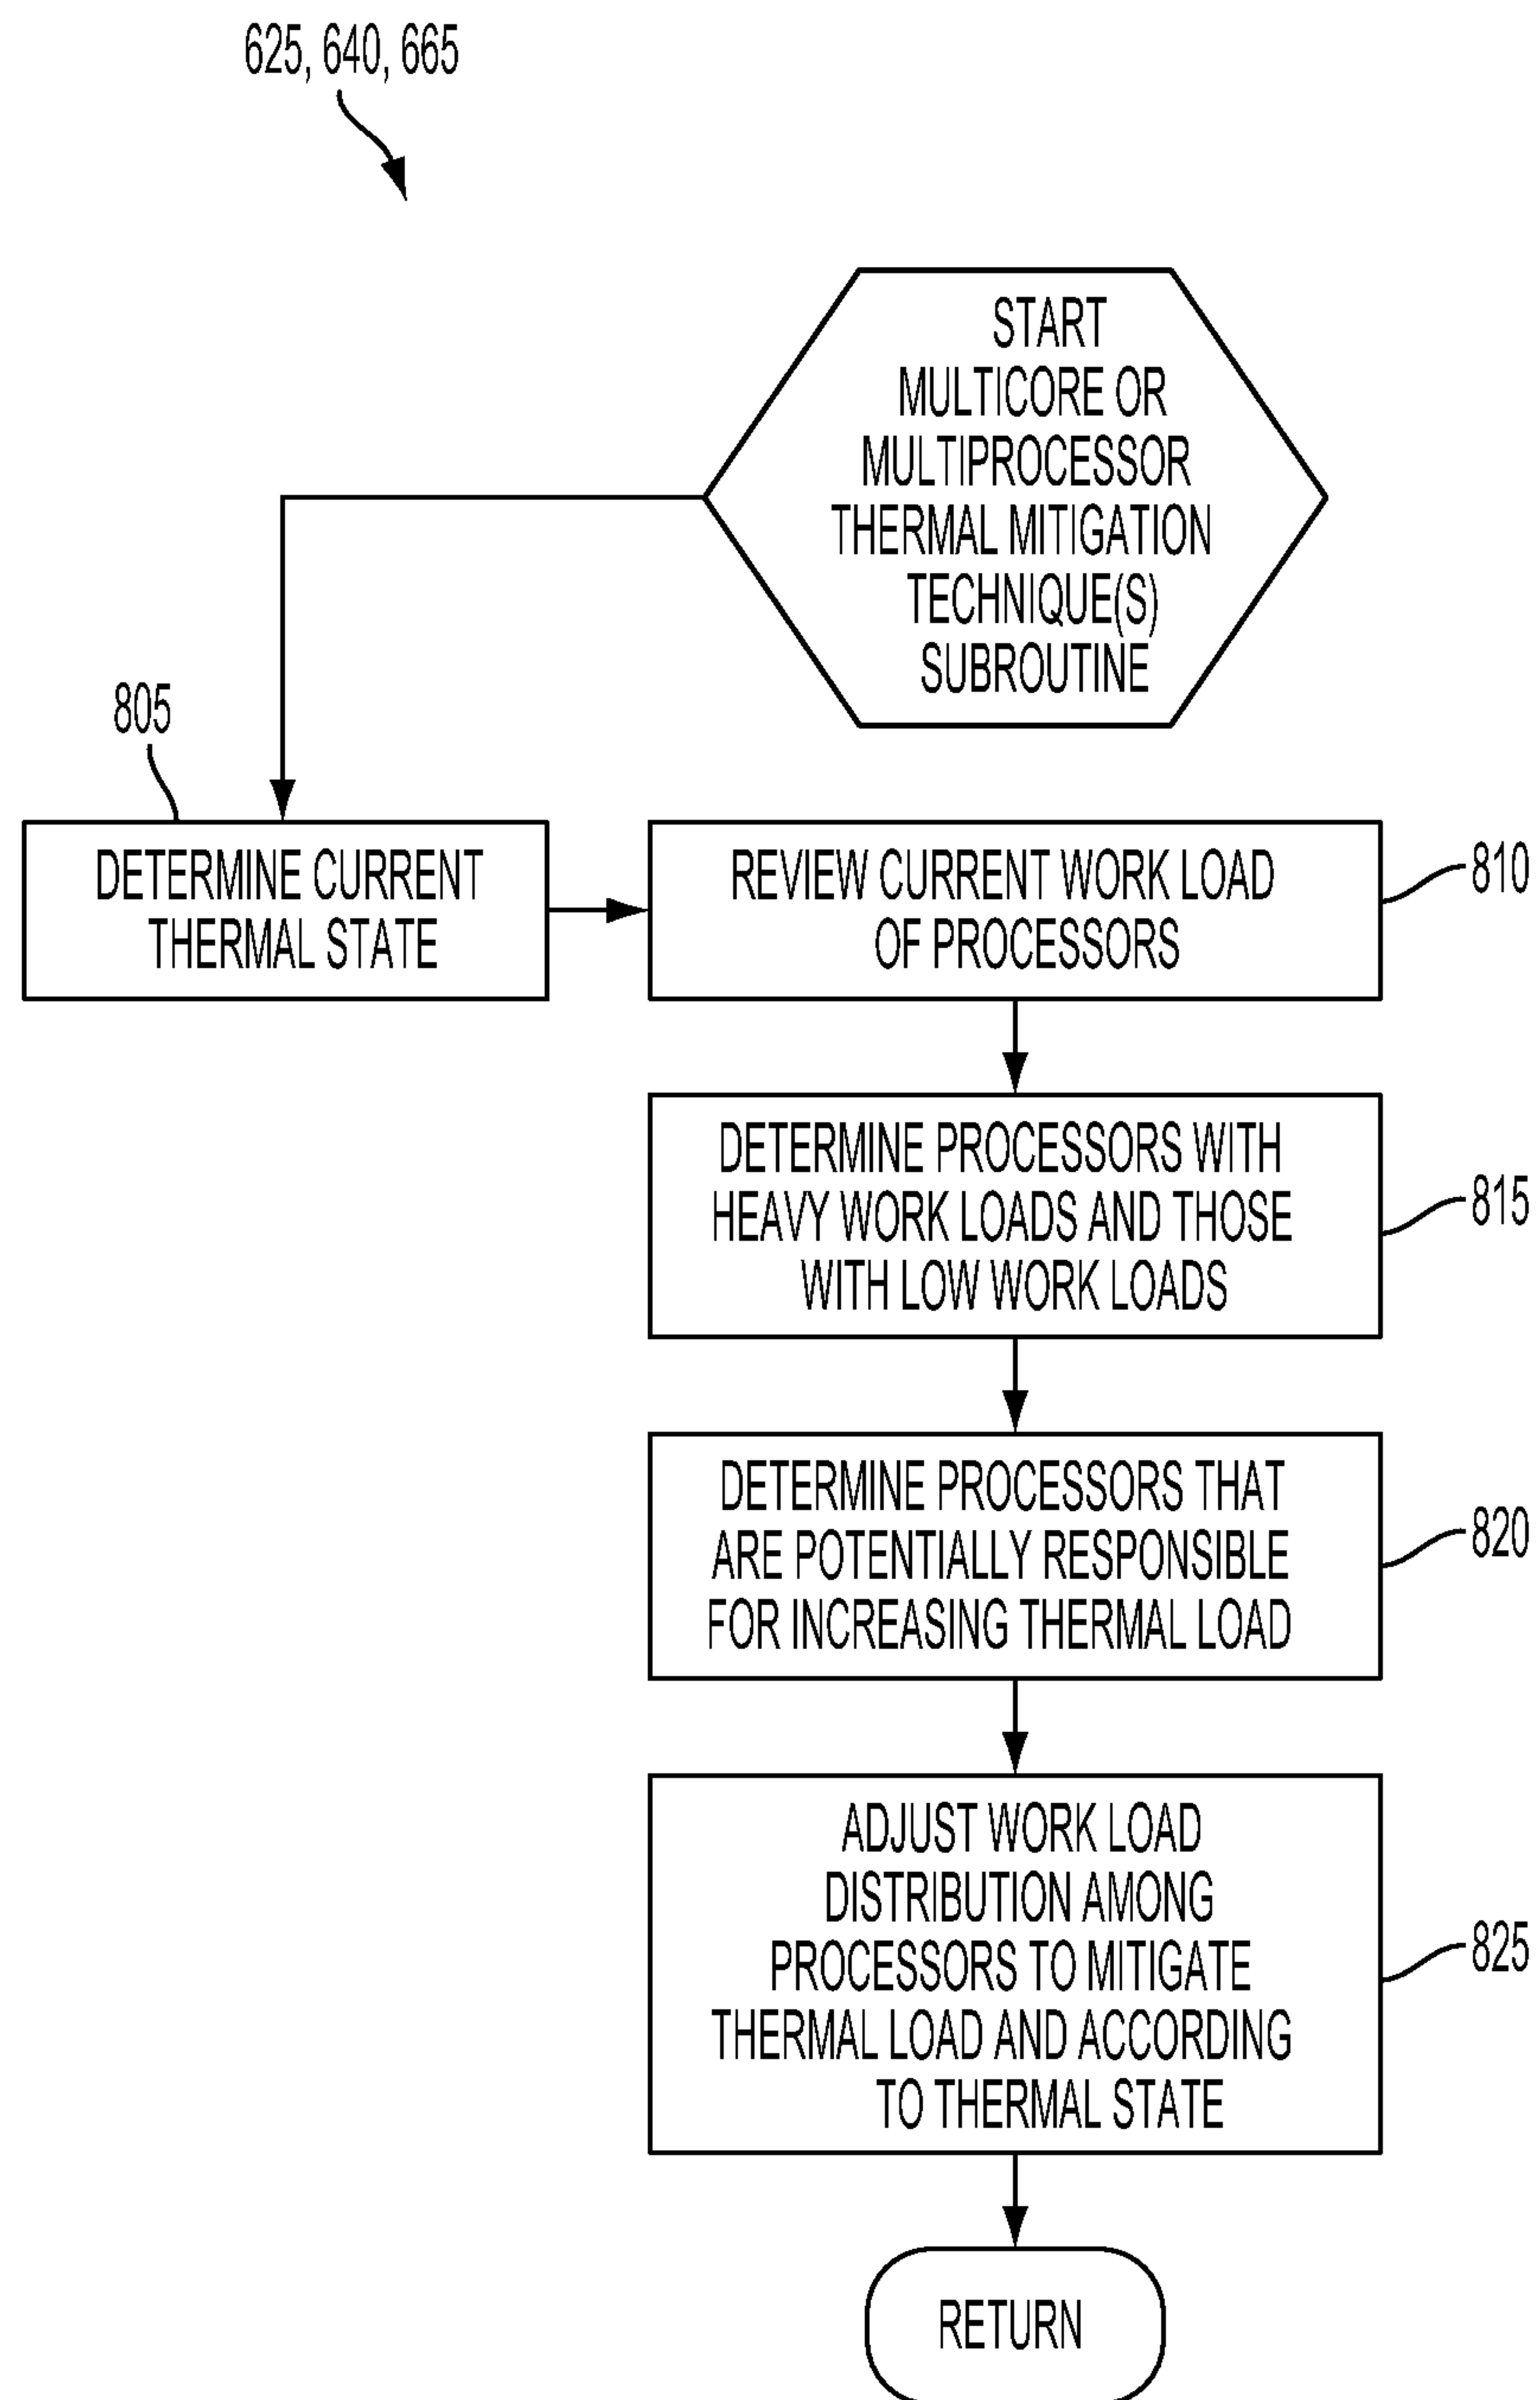 625, 640, 665
START
MULTICORE OR
MULTIPROCESSOR
THERMAL MITIGATION
TECHNIQUE(S)
SUBROUTINE
805
DETERMINE CURRENT
THERMAL STATE
REVIEW CURRENT WORK LOAD
OF PROCESSORS
810
DETERMINE PROCESSORS WITH
HEAVY WORK LOADS AND THOSE
WITH LOW WORK LOADS
815
DETERMINE PROCESSORS THAT
ARE POTENTIALLY RESPONSIBLE
FOR INCREASING THERMAL LOAD
820
ADJUST WORK LOAD
DISTRIBUTION AMONG
PROCESSORS TO MITIGATE
THERMAL LOAD AND ACCORDING
TO THERMAL STATE
825
RETURN